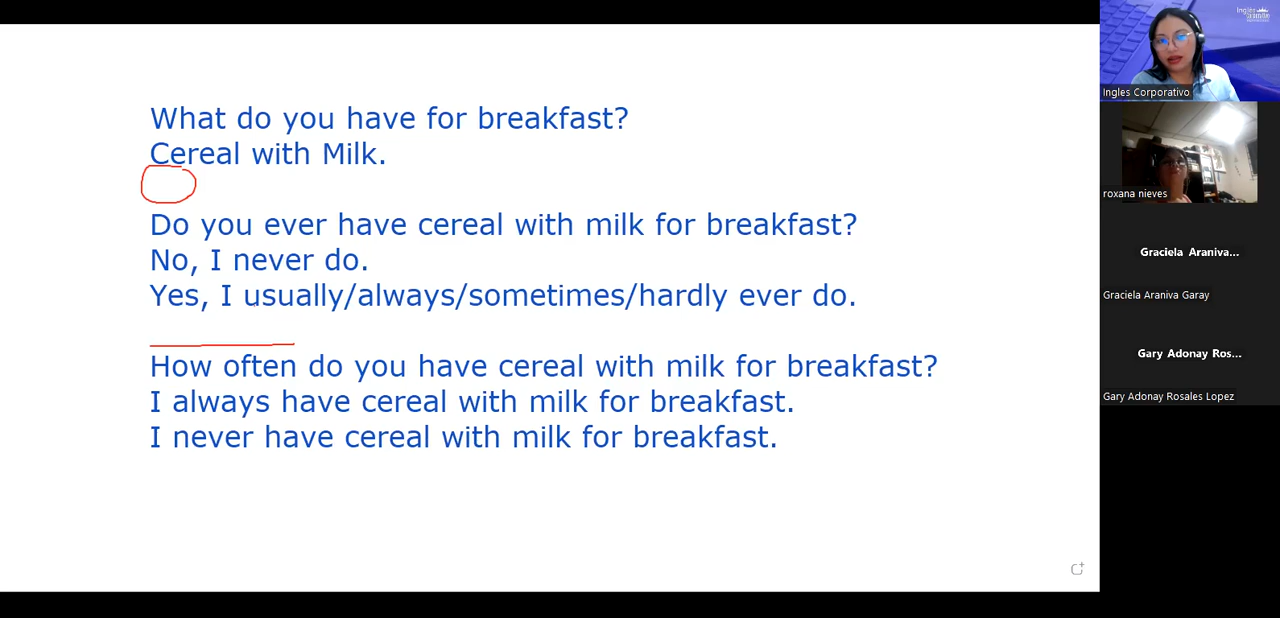 What do you have for breakfast?
Cereal with Milk.
Do you ever have cereal with milk for breakfast?
No, I never do.
Yes, I usually/always/sometimes/hardly ever do.
How often do you have cereal with milk for breakfast?
I always have cereal with milk for breakfast.
I never have cereal with milk for breakfast.
Ingles Corporativo
roxana nieves
Graciela Araniva...
Graciela Araniva Garay
Gary Adonay Ros...
Gary Adonay Rosales Lopez